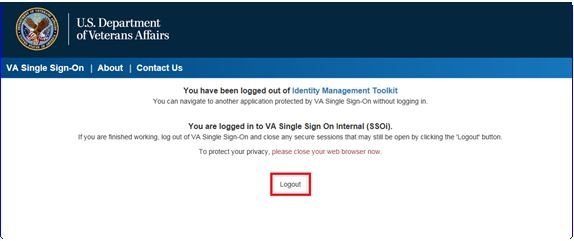 U.S. Department
of Veterans Affairs
VA Single Sign-On | About | Contact Us
You have been logged out of Identity Management Toolkit
You can navigate to another application protected by VA Single Sign-On without logging in.
You are logged in to VA Single Sign On Internal (SSOi).
If you are finished working, log out of VA Single Sign-On and close any secure sessions that may still be open by clicking the 'Logout' button.
To protect your privacy, please close your web browser now.
Logout